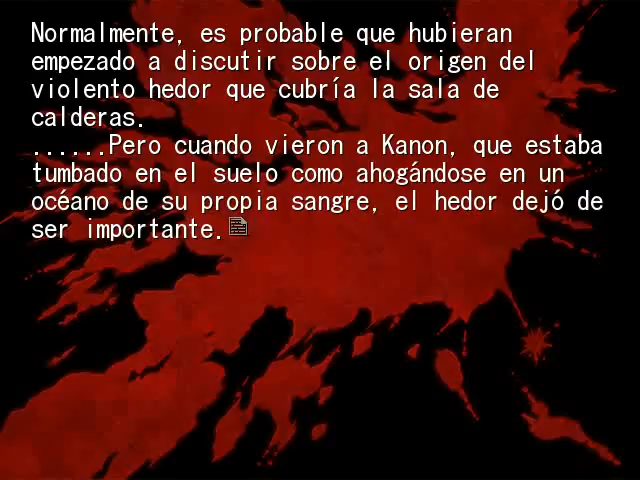 Normalmente, es probable que hubieran
empezado a discutir sobre el origen del
violento hedor que cubría la sala de
calderas.
......Pero cuando vieron a Kanon, que estaba
tumbado en el suelo como ahogándose en un
océano de su propia sangre, el hedor dejó de
ser importante.